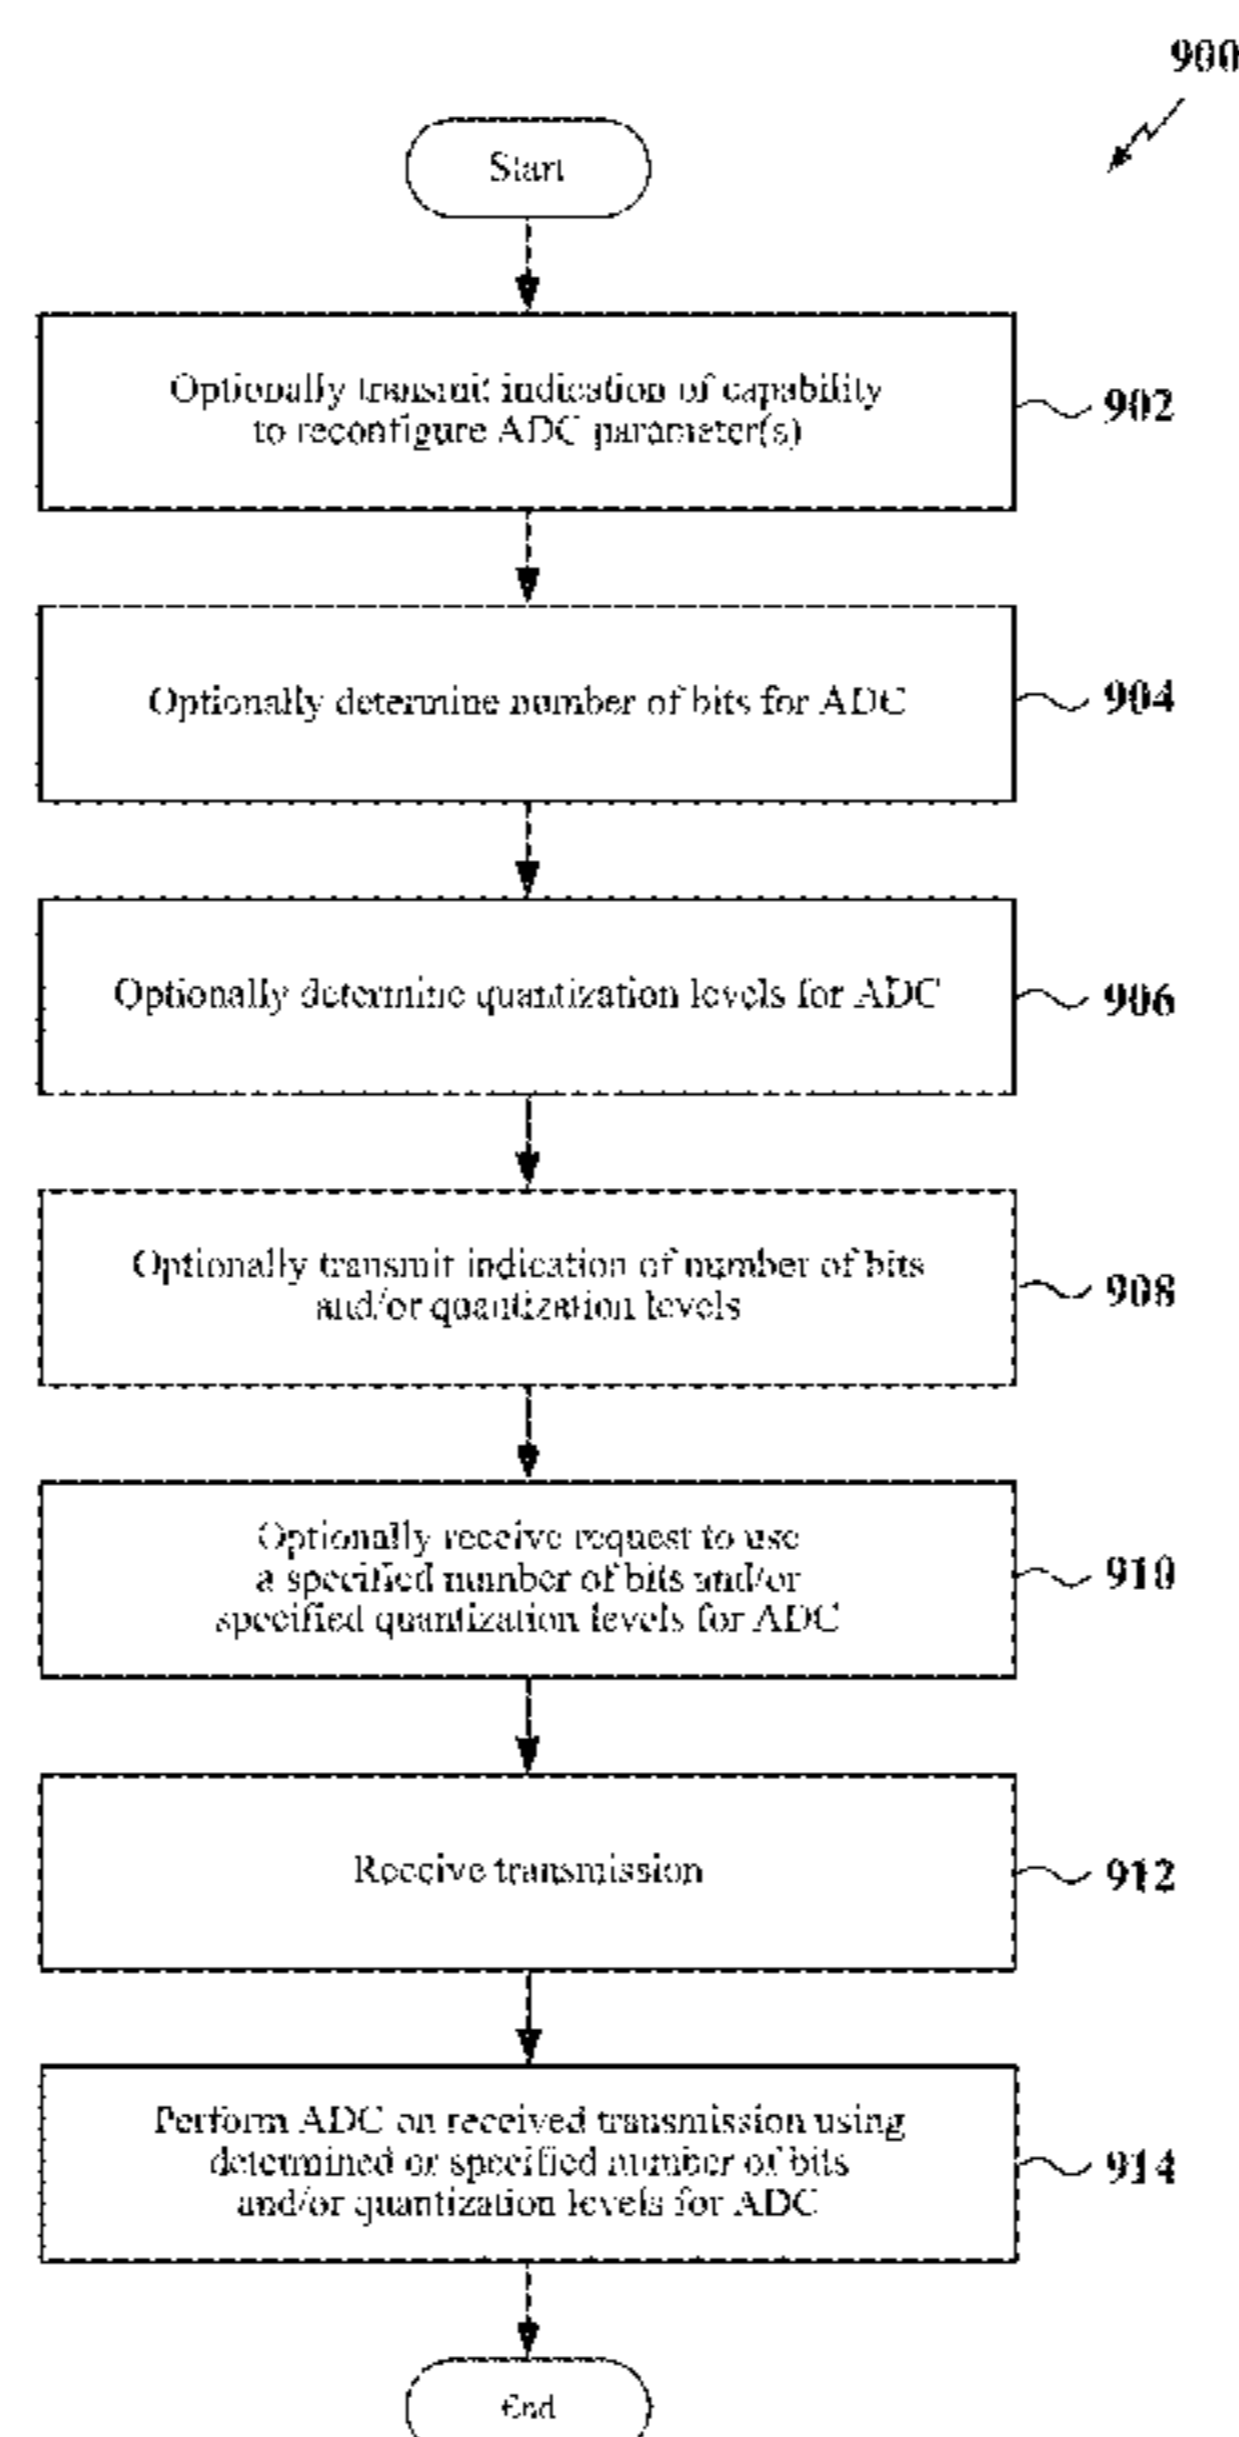 900
Start
Optionally transmit indication of capability
to reconfigure ADC parameter(s)
902
Optionally determine number of bits for ADC
904
Optionally determine quantization levels for ADC
906
Optionally transmit indication of number of bits
and/or quantization levels
908
Optionally receive request to use
a specified number of bits and/or
specified quantization levels for ADC
910
Receive transmission
912
Perform ADC on received transmission using
determined or specified number of bits
and/or quantization levels for ADC
914
End